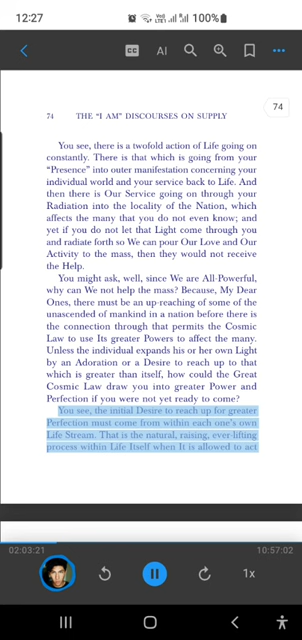 12:27
Vo)
LTE1
100%
CC
AI
74
74 THE "I AM" DISCOURSES ON SUPPLY
You see, there is a twofold action of Life going on
constantly. There is that which is going from your
"Presence" into outer manifestation concerning your
individual world and your service back to Life. And
then there is Our Service going on through your
Radiation into the locality of the Nation, which
affects the many that you do not even know; and
yet if you do not let that Light come through you
and radiate forth so We can pour Our Love and Our
Activity to the mass, then they would not receive
the Help.
You might ask, well, since We are All-Powerful,
why can We not help the mass? Because, My Dear
Ones, there must be an up-reaching of some of the
unascended of mankind in a nation before there is
the connection through that permits the Cosmic
Law to use Its greater Powers to affect the many.
Unless the individual expands his or her own Light
by an Adoration or a Desire to reach up to that
which is greater than itself, how could the Great
Cosmic Law draw you into greater Power and
Perfection if you were not yet ready to come?
You see, the initial Desire to reach up for greater
Perfection must come from within each one's own
Life Stream. That is the natural, raising, ever-lifting
process within Life Itself when It is allowed to act
02:03:21
10:57:02
1x